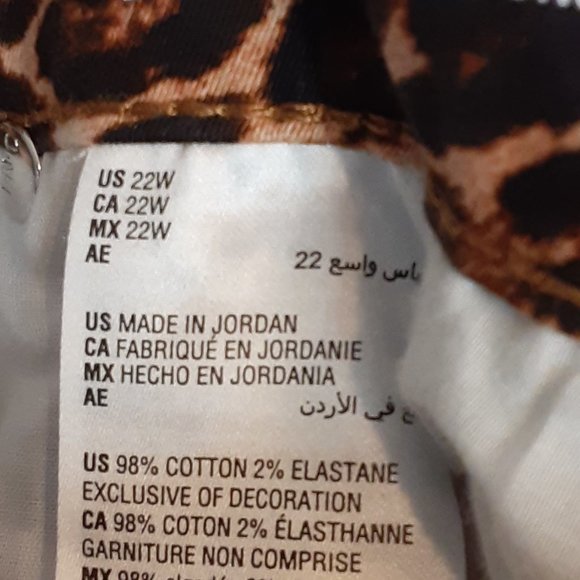 US 22W
CA 22W
MX 22W
AE واسع 22
US MADE IN JORDAN
CA FABRIQUÉ EN JORDANIE
MX HECHO EN JORDANIA
AE في الأردن
US 98% COTTON 2% ELASTANE
EXCLUSIVE OF DECORATION
CA 98% COTON 2% ÉLASTHANNE
GARNITURE NON COMPRISE
MX 98%